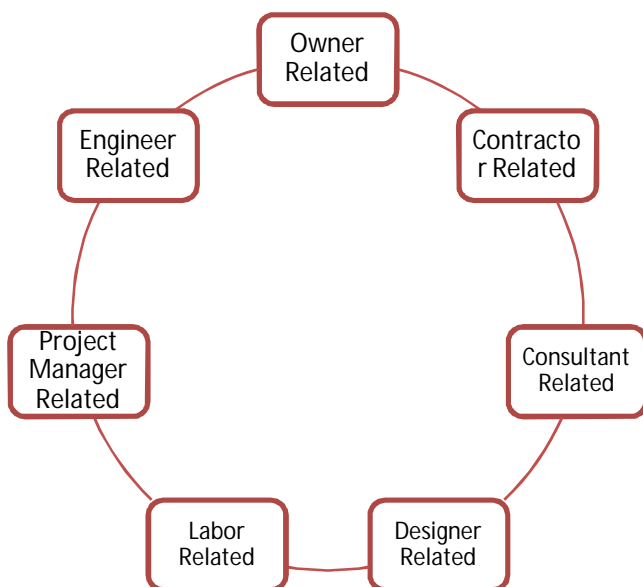 Owner
Related
Contracto
r Related
Consultant
Related
Designer
Related
Labor
Related
Project
Manager
Related
Engineer
Related